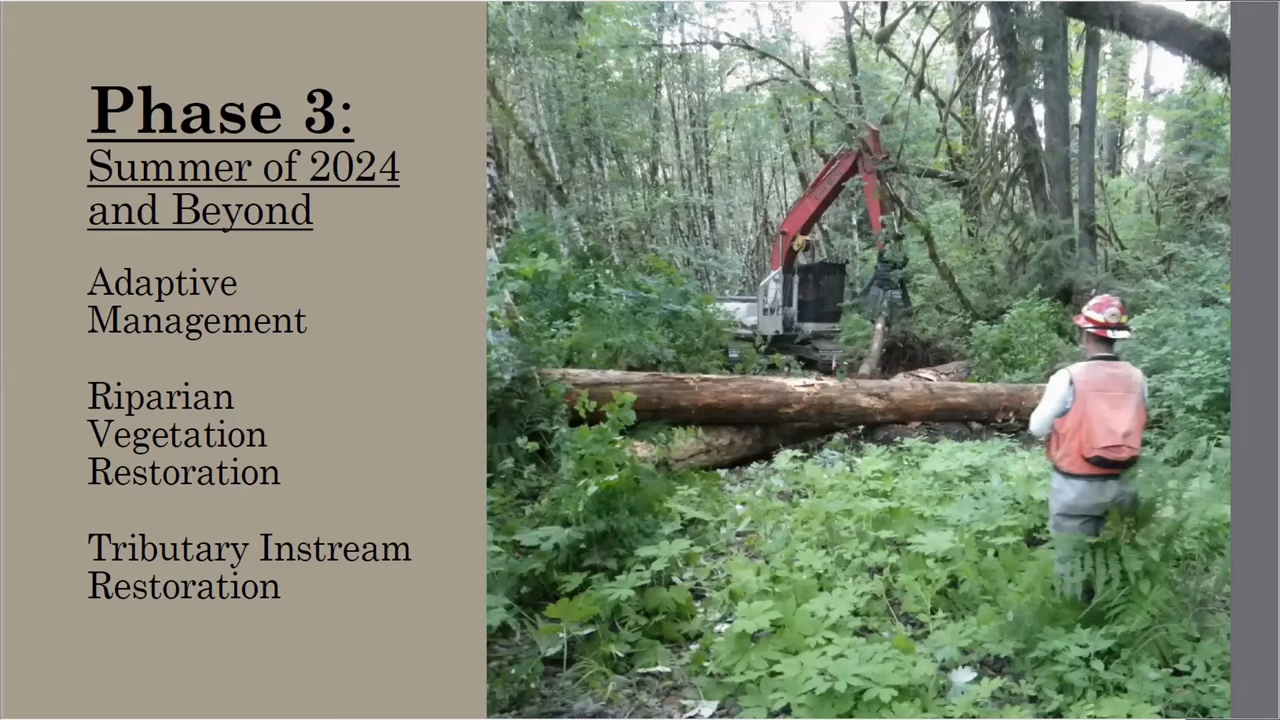 Phase 3:
Summer of 2024
and Beyond
Adaptive
Management
Riparian
Vegetation
Restoration
Tributary Instream
Restoration